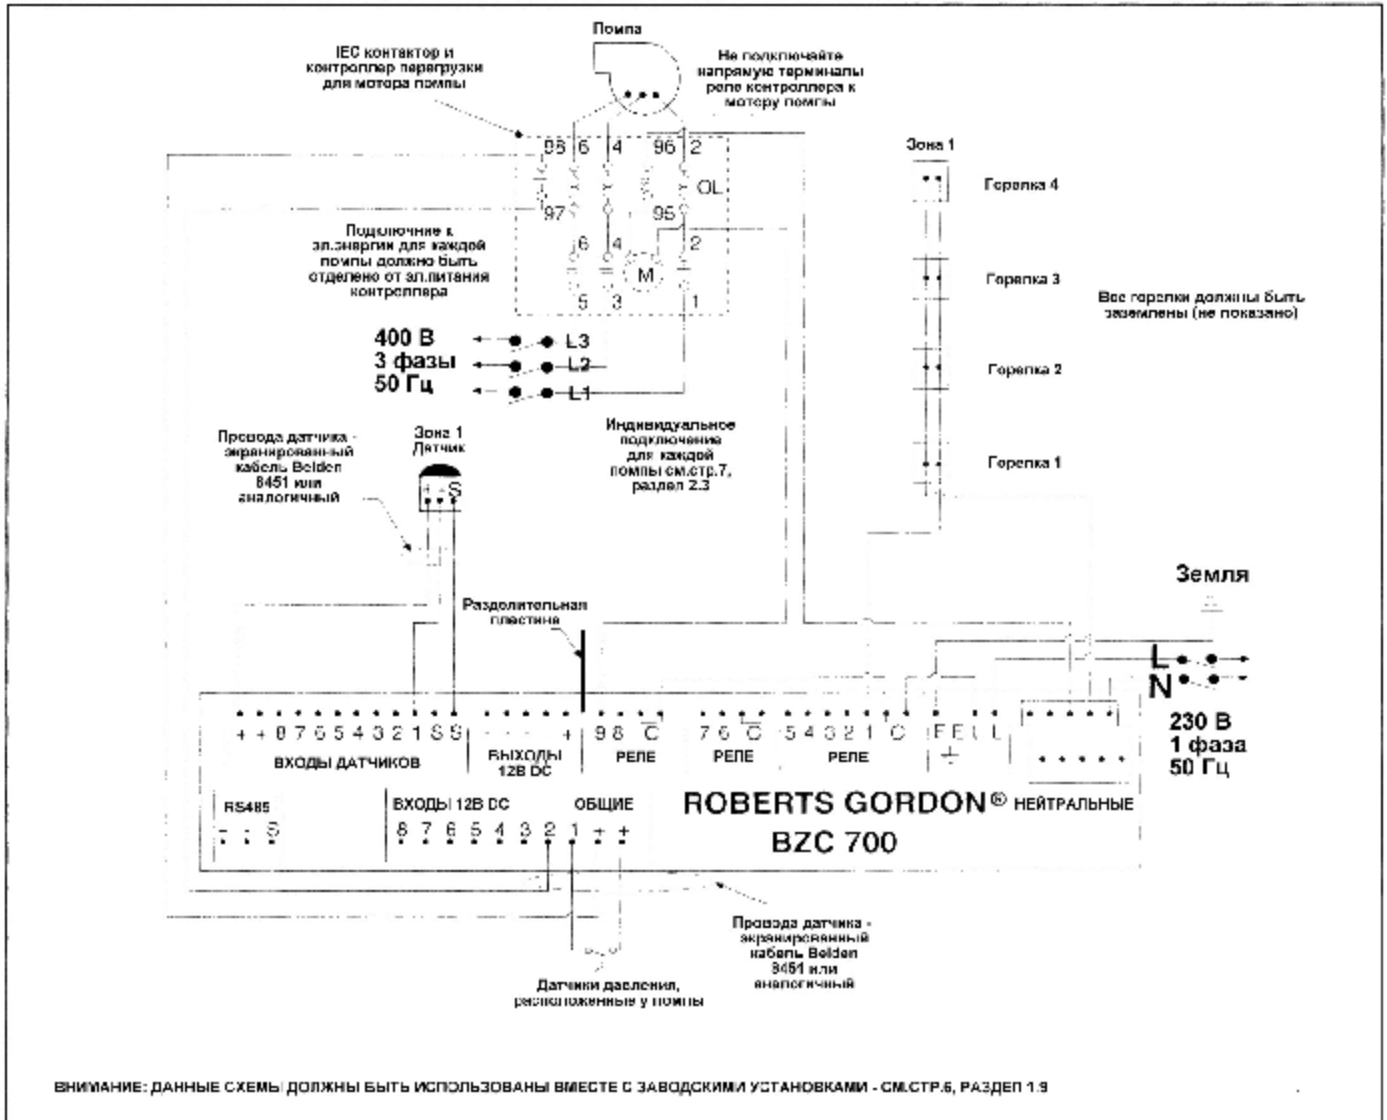 Помпа
IEC контактор и
контроллер перегрузки
для мотора помпы
Не подключайте
напрямую терминалы
реле контроллера к
мотору помпы
98 6 4 96 2
OL
97 95
6 4 2
M
5 3 1
Подключние к
эл.энергии для каждой
помпы должно быть
отделено от эл.питания
контроллера
400 В
3 фазы
50 Гц
L3
L2
L1
Зона 1
Горелка 4
Горелка 3
Горелка 2
Горелка 1
Все горелки должны быть
заземлены (не показано)
Индивидуальное
подключение
для каждой
помпы см.стр.7,
раздел 2.3
Провода датчика -
экранированный
кабель Belden
8451 или
аналогичный
Зона 1
Датчик
S
Разделительная
пластина
Земля
L
N
230 В
1 фаза
50 Гц
+ + 8 7 6 5 4 3 2 1 S S
ВХОДЫ ДАТЧИКОВ
- - - - +
ВЫХОДЫ
12В DC
9 8 C
РЕЛЕ
7 6 C
РЕЛЕ
5 4 3 2 1 C
РЕЛЕ
E E L L
НЕЙТРАЛЬНЫЕ
RS485
- - S
ВХОДЫ 12В DC
ОБЩИЕ
8 7 6 5 4 3 2 1 + +
ROBERTS GORDON®
BZC 700
Провода датчика -
экранированный
кабель Belden
8451 или
аналогичный
Датчики давления,
расположенные у помпы
ВНИМАНИЕ: ДАННЫЕ СХЕМЫ ДОЛЖНЫ БЫТЬ ИСПОЛЬЗОВАНЫ ВМЕСТЕ С ЗАВОДСКИМИ УСТАНОВКАМИ - СМ.СТР.6, РАЗДЕЛ 1.9